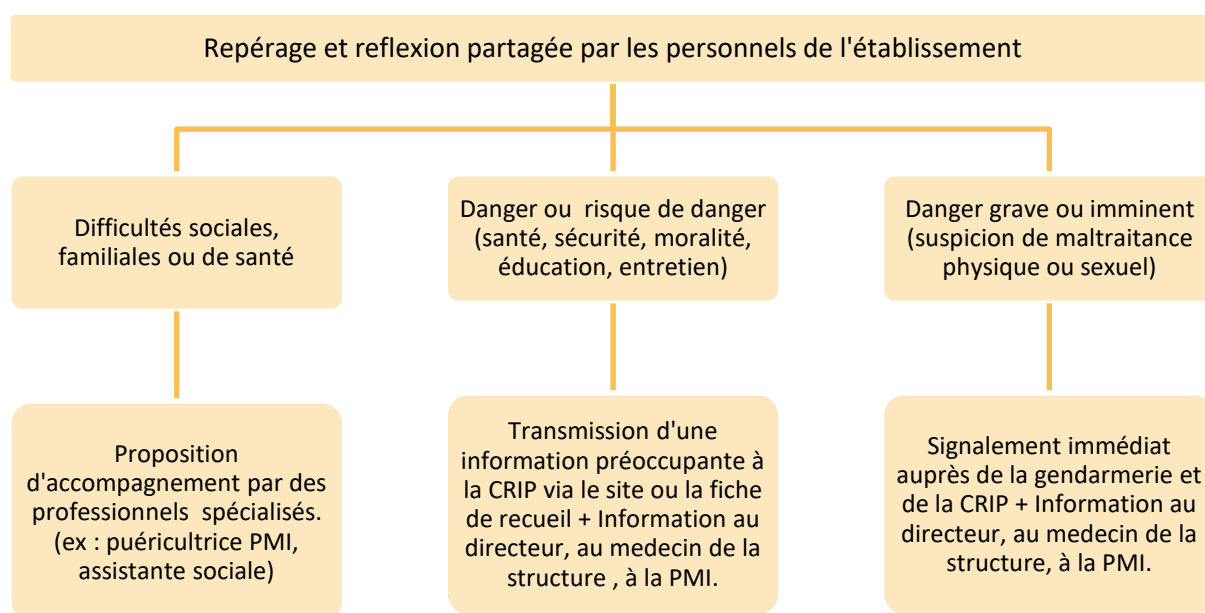 Repérage et reflexion partagée par les personnels de l'établissement
Difficultés sociales,
familiales ou de santé
Danger ou risque de danger
(santé, sécurité, moralité,
éducation, entretien)
Danger grave ou imminent
(suspicion de maltraitance
physique ou sexuel)
Proposition
d'accompagnement par des
professionnels spécialisés.
(ex : puéricultrice PMI,
assistante sociale)
Transmission d'une
information préoccupante à
la CRIP via le site ou la fiche
de recueil + Information au
directeur, au medecin de la
structure , à la PMI.
Signalement immédiat
auprès de la gendarmerie et
de la CRIP + Information au
directeur, au medecin de la
structure, à la PMI.